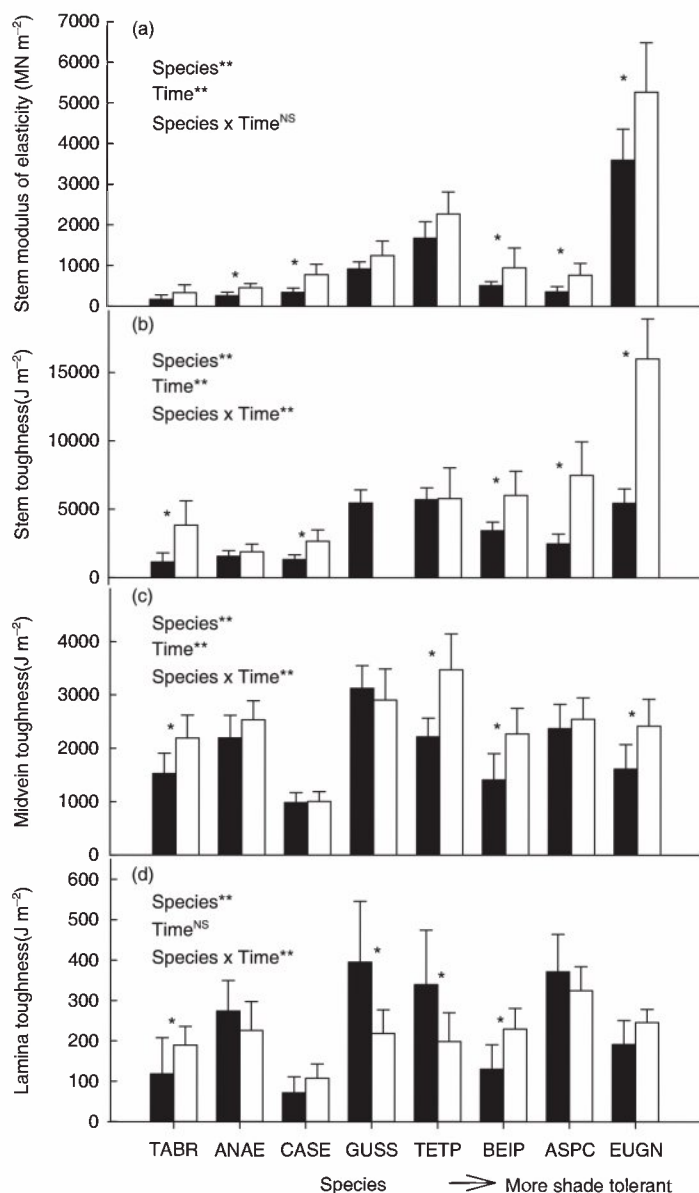 (a)
Species**
Time**
Species x Time^NS
Stem modulus of elasticity (MN m⁻²)
7000
6000
5000
4000
3000
2000
1000
0
*
*
*
*
*
(b)
Species**
Time**
Species x Time**
Stem toughness(J m⁻²)
15000
10000
5000
0
*
*
*
*
*
(c)
Species**
Time**
Species x Time**
Midvein toughness(J m⁻²)
4000
3000
2000
1000
0
*
*
*
*
(d)
Species**
Time^NS
Species x Time**
Lamina toughness(J m⁻²)
600
500
400
300
200
100
0
*
*
*
*
TABR ANAE CASE GUSS TETP BEIP ASPC EUGN
Species → More shade tolerant